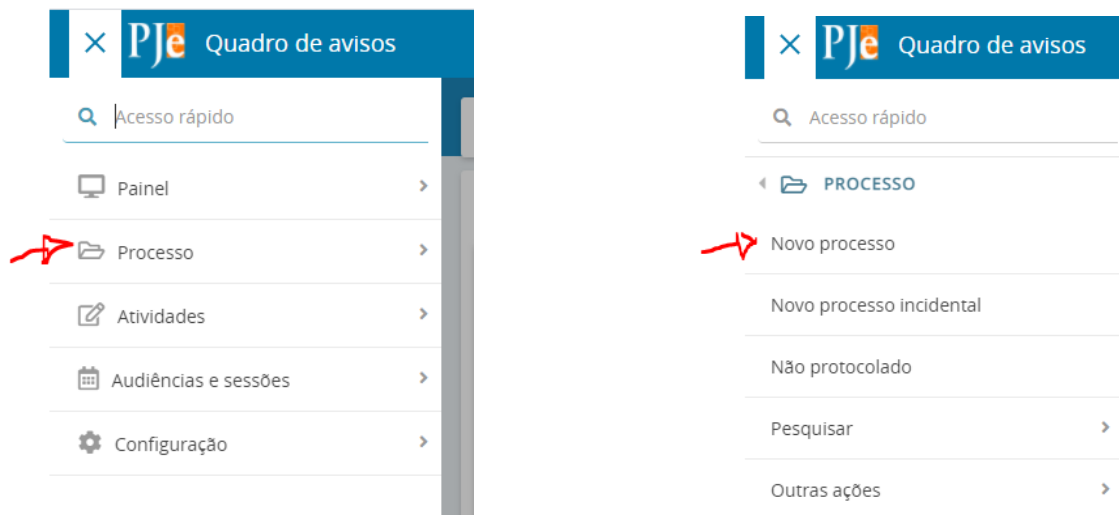 PJe Quadro de avisos
Acesso rápido
Painel
Processo
Atividades
Audiências e sessões
Configuração
PJe Quadro de avisos
Acesso rápido
PROCESSO
Novo processo
Novo processo incidental
Não protocolado
Pesquisar
Outras ações